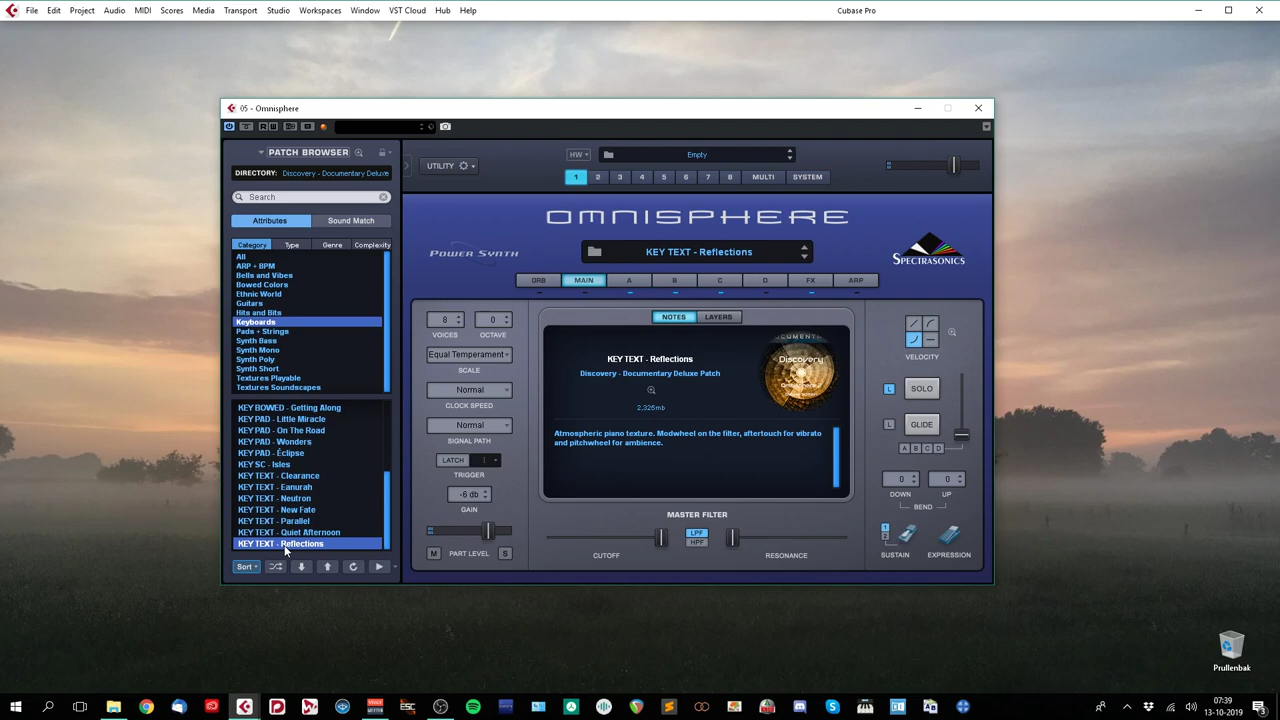 File Edit Project Audio MIDI Scores Media Transport Studio Workspaces Window VST Cloud Hub Help Cubase Pro
05 - Omnisphere
R W
PATCH BROWSER
DIRECTORY: Discovery - Documentary Deluxe
Search
Attributes Sound Match
Category Type Genre Complexity
All
ARP + BPM
Bells and Vibes
Bowed Colors
Ethnic World
Guitars
Hits and Bits
Keyboards
Pads + Strings
Synth Bass
Synth Mono
Synth Poly
Synth Short
Textures Playable
Textures Soundscapes
KEY BOWED - Getting Along
KEY PAD - Little Miracle
KEY PAD - On The Road
KEY PAD - Wonders
KEY PAD - Éclipse
KEY SC - Isles
KEY TEXT - Clearance
KEY TEXT - Eanurah
KEY TEXT - Neutron
KEY TEXT - New Fate
KEY TEXT - Parallel
KEY TEXT - Quiet Afternoon
KEY TEXT - Reflections
Sort
UTILITY
HW Empty
1 2 3 4 5 6 7 8 MULTI SYSTEM
OMNISPHERE
POWER SYNTH
KEY TEXT - Reflections
SPECTRASONICS
ORB MAIN A B C D FX ARP
8 0
VOICES OCTAVE
Equal Temperament
SCALE
Normal
CLOCK SPEED
Normal
SIGNAL PATH
LATCH
TRIGGER
-6 db
GAIN
M PART LEVEL S
NOTES LAYERS
KEY TEXT - Reflections
Discovery - Documentary Deluxe Patch
2,325mb
Discovery
Atmospheric piano texture. Modwheel on the filter, aftertouch for vibrato
and pitchwheel for ambience.
MASTER FILTER
LPF
HPF
CUTOFF RESONANCE
VELOCITY
L SOLO
L GLIDE
A B C D
0 0
DOWN UP
BEND
1
2
SUSTAIN EXPRESSION
Prullenbak
ESC
07:39
13-10-2019
3